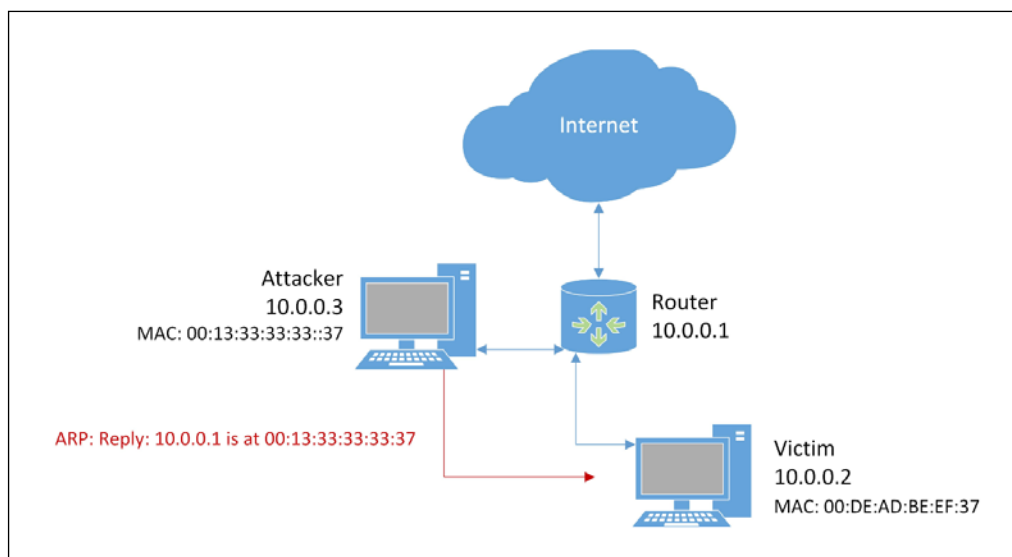 Internet
Attacker
10.0.0.3
MAC: 00:13:33:33:33::37
Router
10.0.0.1
ARP: Reply: 10.0.0.1 is at 00:13:33:33:33:37
Victim
10.0.0.2
MAC: 00:DE:AD:BE:EF:37